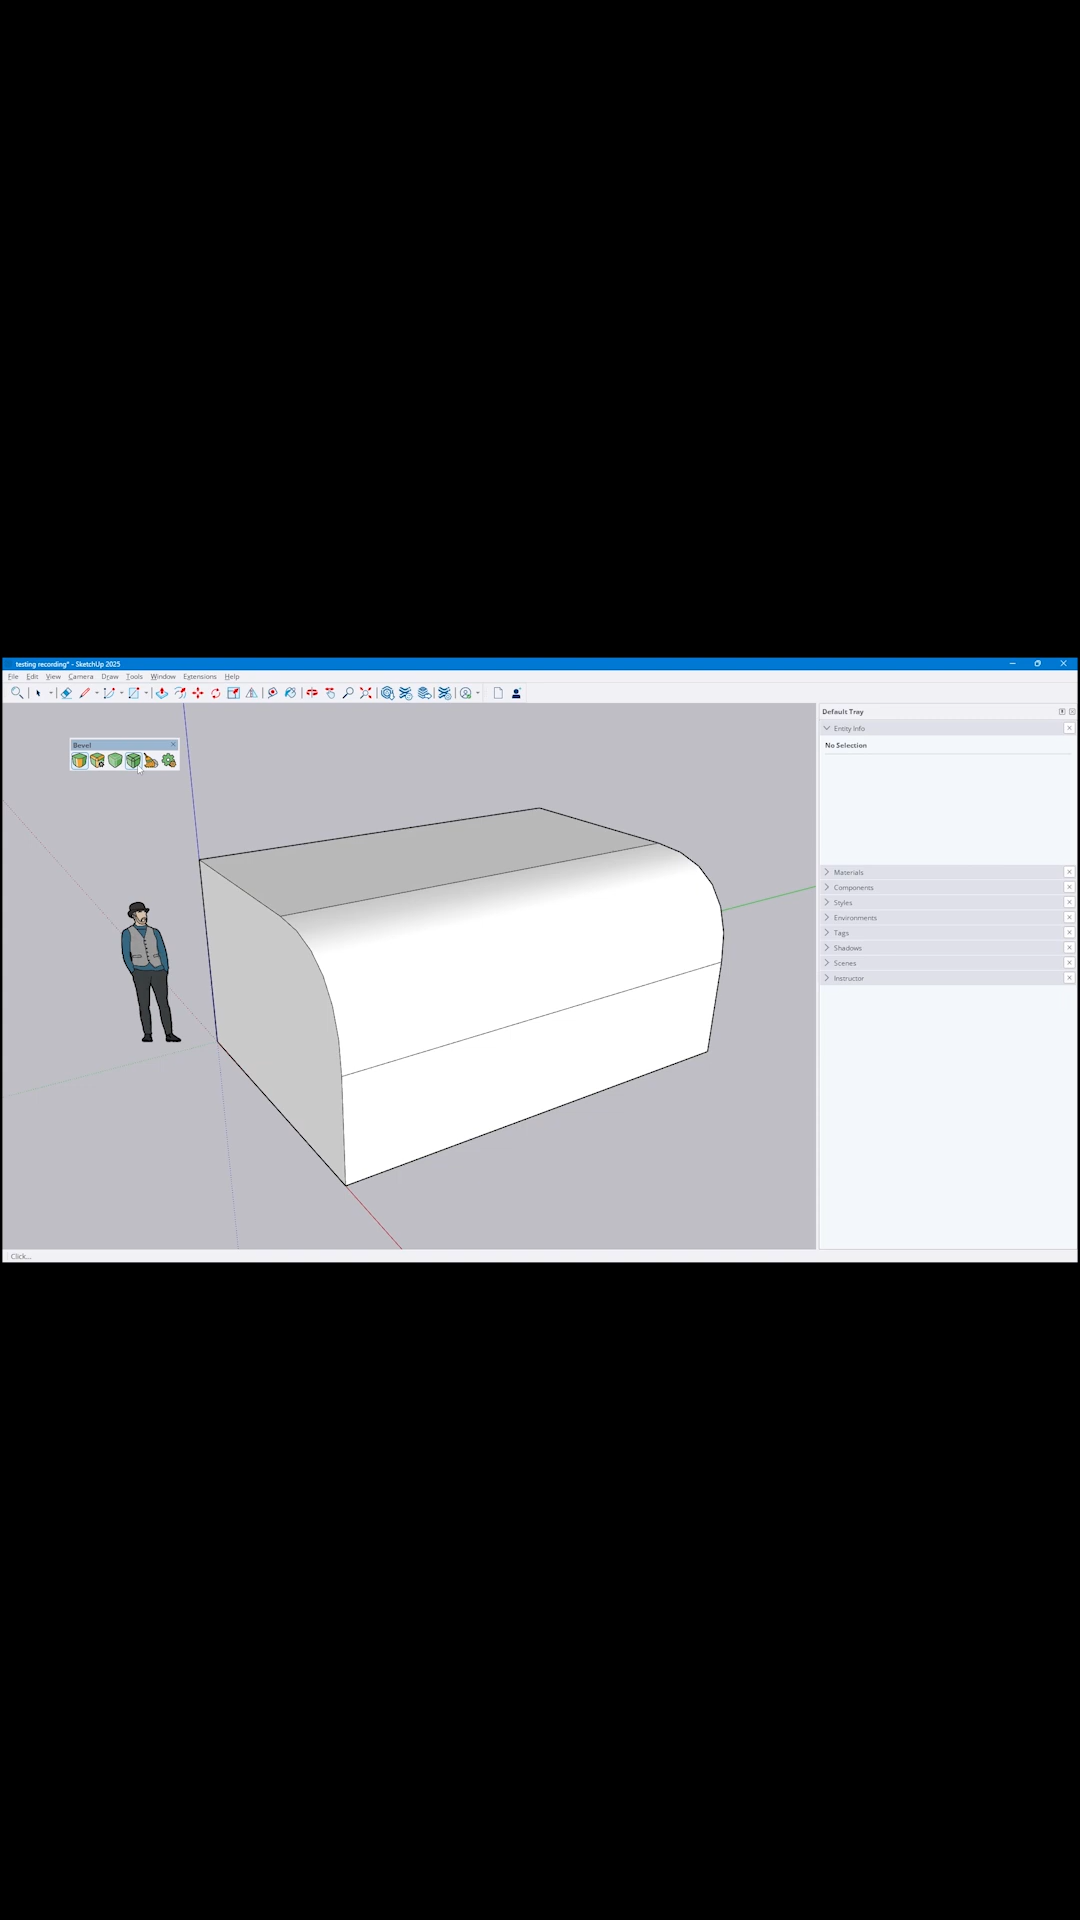 testing recording* - SketchUp 2025
File Edit View Camera Draw Tools Window Extensions Help
Default Tray
Entity Info
No Selection
Bevel
Materials
Components
Styles
Environments
Tags
Shadows
Scenes
Instructor
Click...